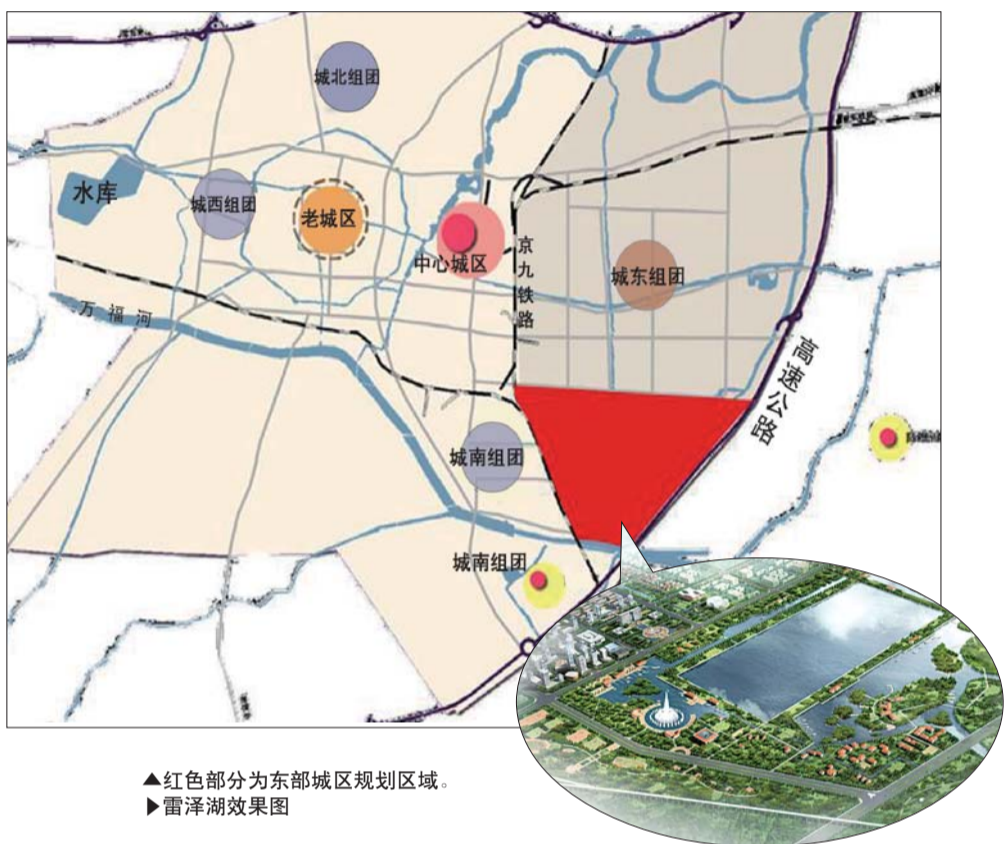 城北组团
水库
城西组团
老城区
中心城区
京九铁路
城东组团
万福河
高速公路
城南组团
城南组团
▲红色部分为东部城区规划区域。
▶雷泽湖效果图